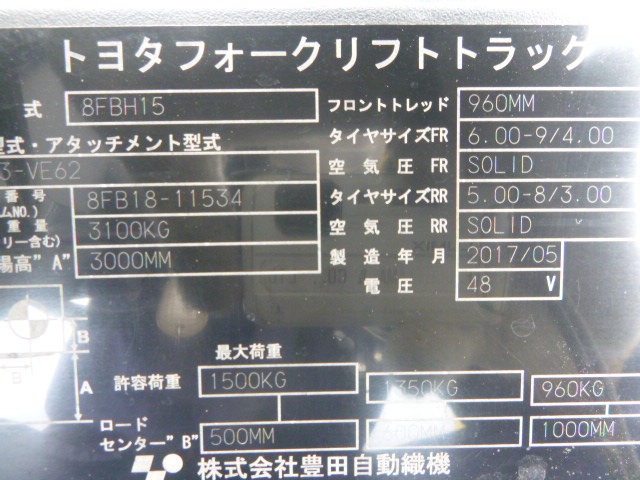 トヨタフォークリフトトラック
式 8FBH15
型式・アタッチメント型式
3-VE62
番号 8FB18-11534
ムNO.)
重量 3100KG
リー含む)
揚高"A" 3000MM
フロントトレッド 960MM
タイヤサイズFR 6.00-9/4.00
空気圧FR SOLID
タイヤサイズRR 5.00-8/3.00
空気圧RR SOLID
製造年月 2017/05
電圧 48 V
B
B
A
最大荷重
許容荷重 1500KG 1350KG 960KG
ロード
センター"B" 500MM 600MM 1000MM
株式会社豊田自動織機